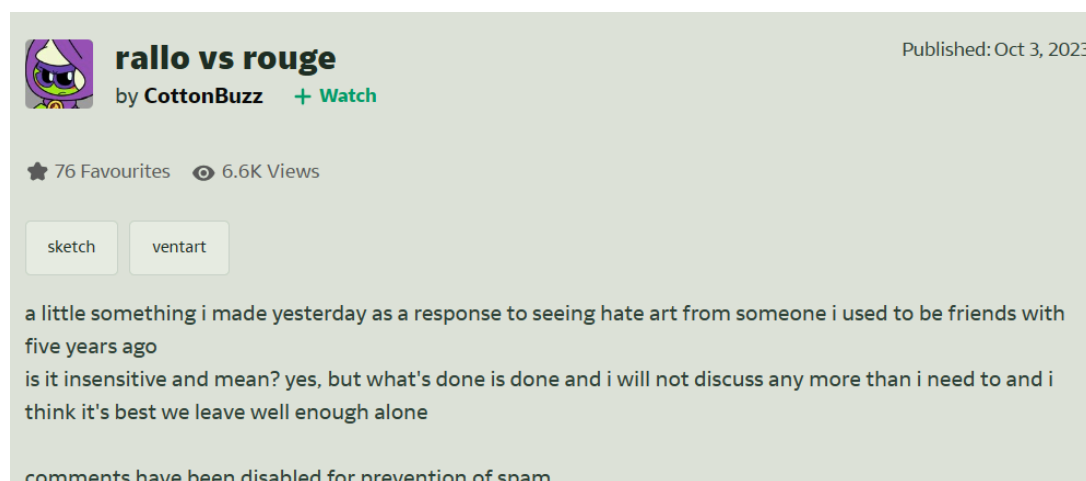 rallo vs rouge
Published: Oct 3, 2023
by CottonBuzz + Watch
76 Favourites 6.6K Views
sketch ventart
a little something i made yesterday as a response to seeing hate art from someone i used to be friends with
five years ago
is it insensitive and mean? yes, but what's done is done and i will not discuss any more than i need to and i
think it's best we leave well enough alone
comments have been disabled for prevention of spam